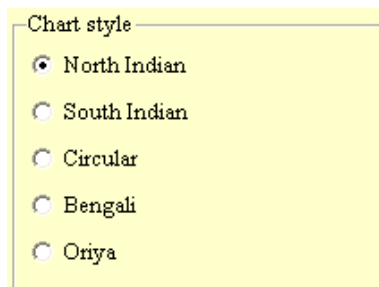 Chart style
North Indian
South Indian
Circular
Bengali
Oriya